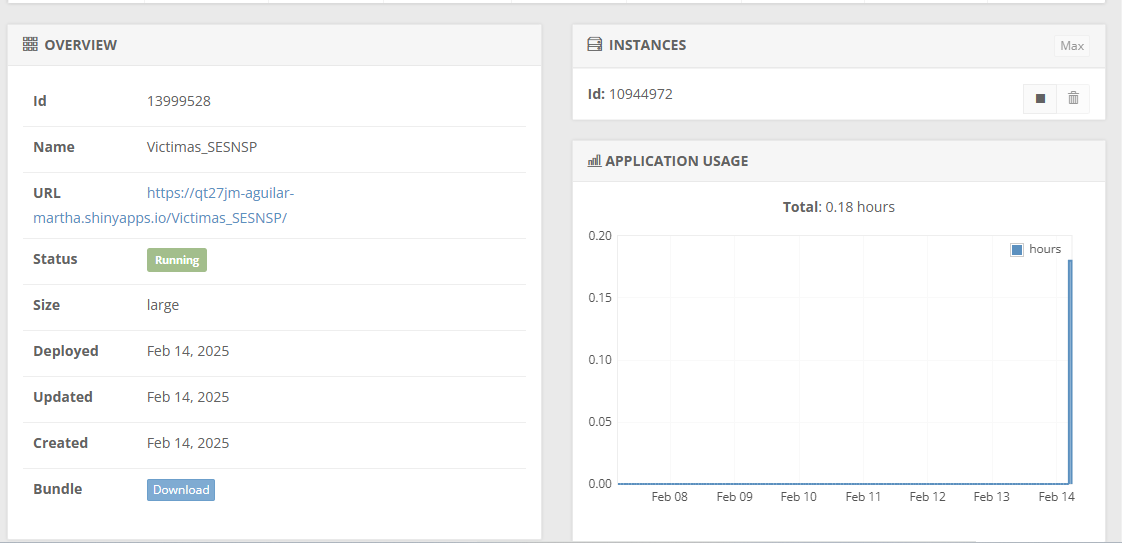 OVERVIEW
Id 13999528
Name Victimas_SESNSP
URL https://qt27jm-aguilar-
martha.shinyapps.io/Victimas_SESNSP/
Status Running
Size large
Deployed Feb 14, 2025
Updated Feb 14, 2025
Created Feb 14, 2025
Bundle Download
INSTANCES Max
Id: 10944972
APPLICATION USAGE
Total: 0.18 hours
hours
0.20
0.15
0.10
0.05
0.00
Feb 08 Feb 09 Feb 10 Feb 11 Feb 12 Feb 13 Feb 14